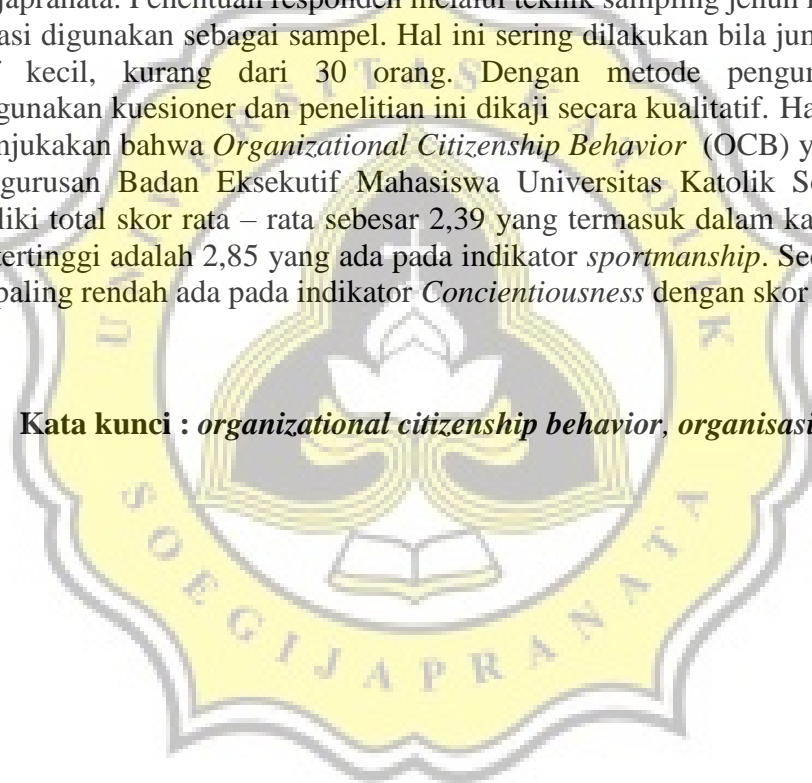 japranata. Penentuan responden melalui teknik sampling jenuh
asi digunakan sebagai sampel. Hal ini sering dilakukan bila jum
kecil, kurang dari 30 orang. Dengan metode pengum
gunakan kuesioner dan penelitian ini dikaji secara kualitatif. Ha
njukakan bahwa Organizational Citizenship Behavior (OCB) y
gurusan Badan Eksekutif Mahasiswa Universitas Katolik So
liki total skor rata – rata sebesar 2,39 yang termasuk dalam ka
tertinggi adalah 2,85 yang ada pada indikator sportmanship. Sed
paling rendah ada pada indikator Concientiousness dengan skor
Kata kunci : organizational citizenship behavior, organisasi
UNIVERSITAS KATOLIK
SOEGIJAPRANATA